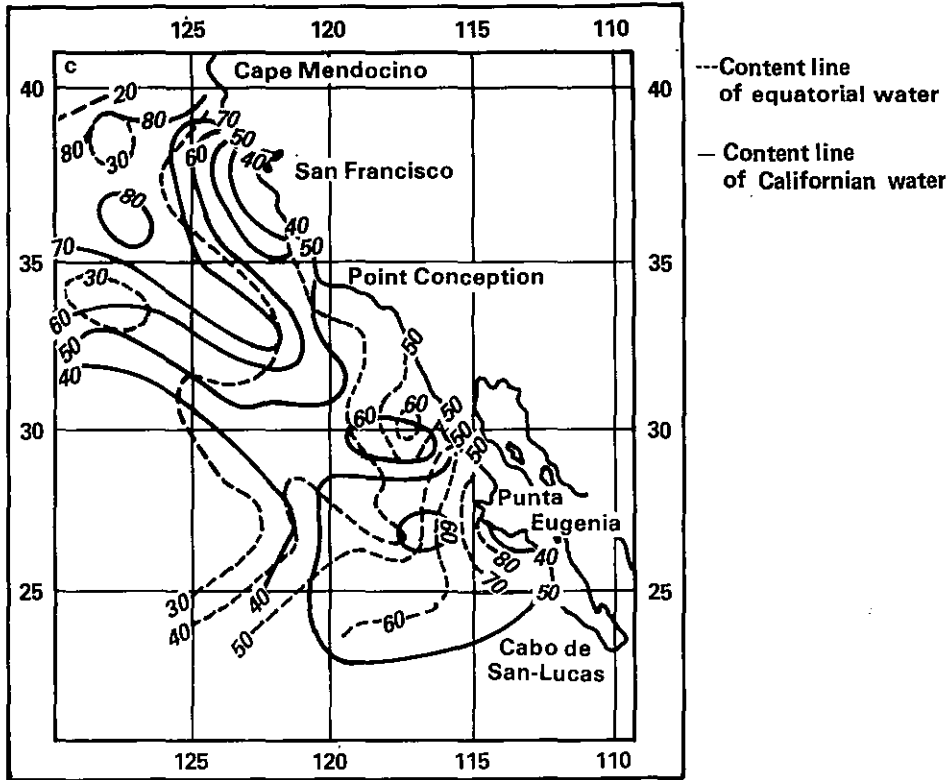 125 120 115 110
c
Cape Mendocino
40 40
---Content line
of equatorial water
— Content line
of Californian water
20
80 80 70
80 30 60 50 40
San Francisco
80
40
70 50
35 35
Point Conception
30
60
50 50
40
60 60 50
30 50 30
50
Punta
Eugenia
60
80 40
70
25 30 40 50 25
40 50 60
Cabo de
San-Lucas
125 120 115 110